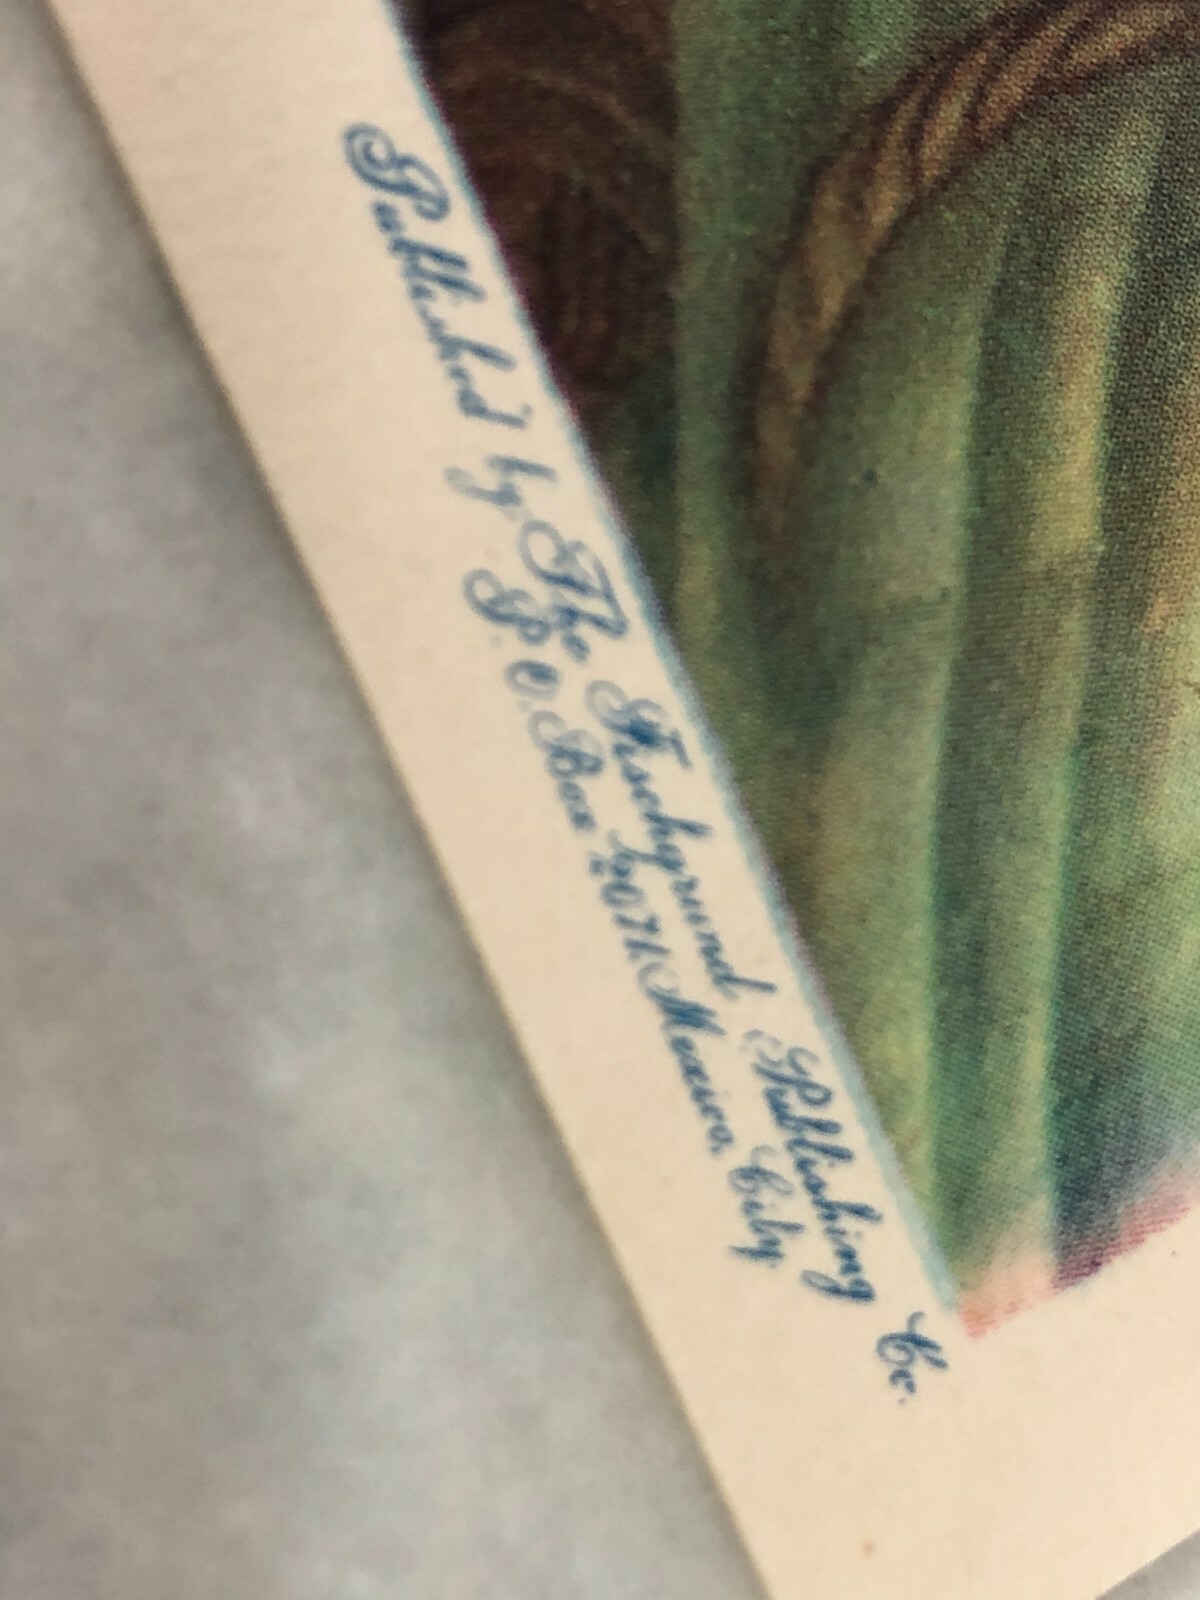 Published by The Fischgrund Publishing Co.
P. O. Box 2071. Mexico, City.